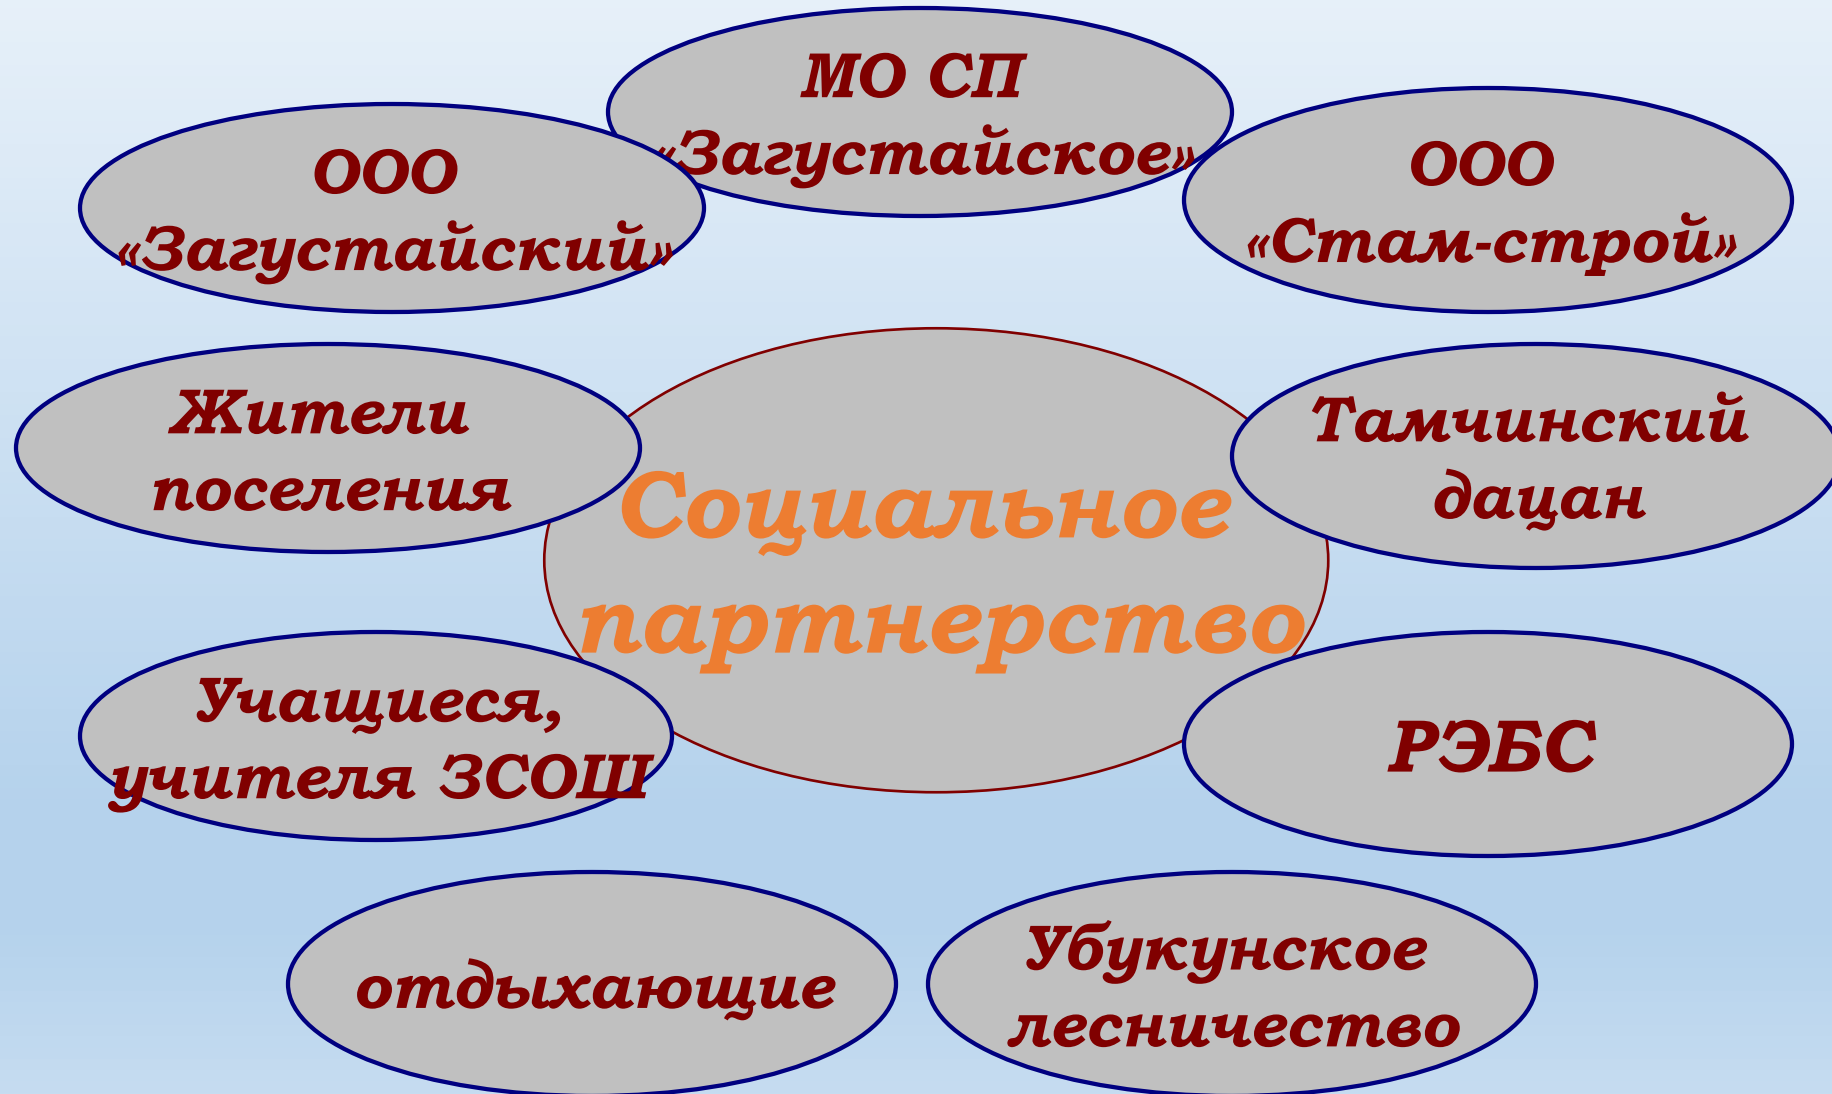 МО СП
«Загустайское»
ООО
«Загустайский»
ООО
«Стам-строй»
Жители
поселения
Тамчинский
дацан
Социальное
партнерство
Учащиеся,
учителя ЗСОШ
РЭБС
отдыхающие
Убукунское
лесничество